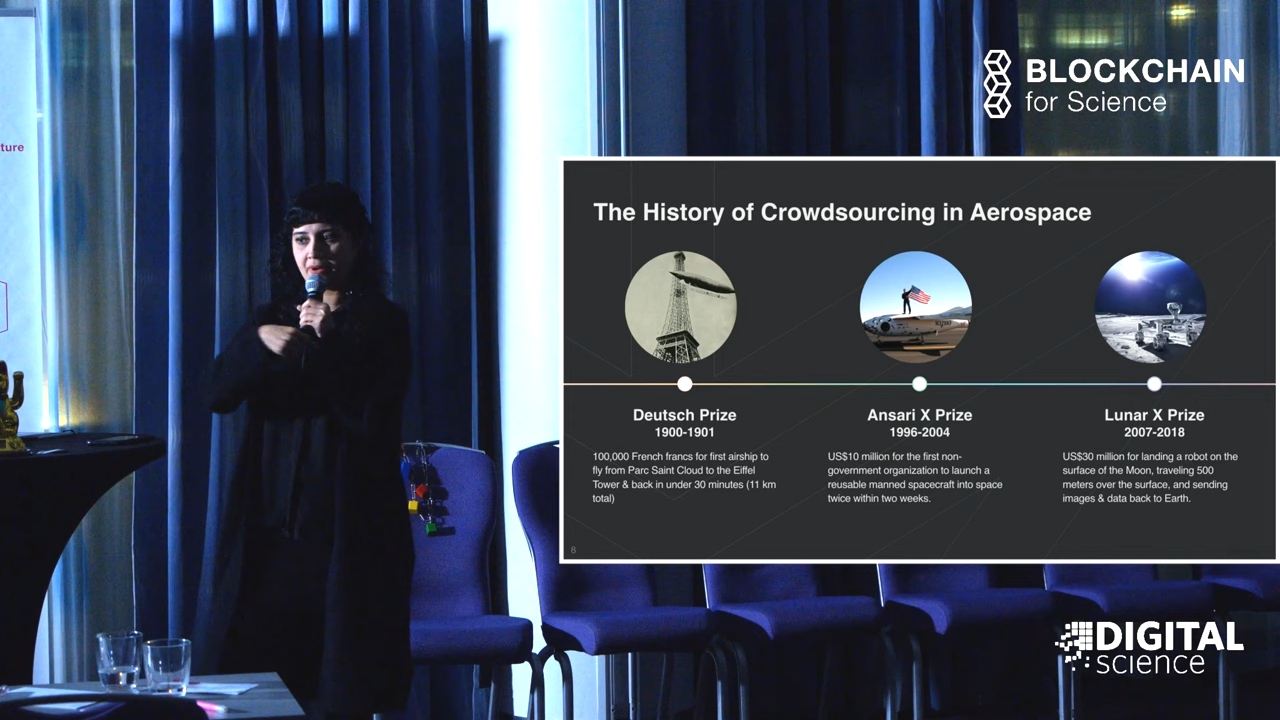 BLOCKCHAIN
for Science
ture
The History of Crowdsourcing in Aerospace
Deutsch Prize
1900-1901
100,000 French francs for first airship to
fly from Parc Saint Cloud to the Eiffel
Tower & back in under 30 minutes (11 km
total)
Ansari X Prize
1996-2004
US$10 million for the first non-
government organization to launch a
reusable manned spacecraft into space
twice within two weeks.
Lunar X Prize
2007-2018
US$30 million for landing a robot on the
surface of the Moon, traveling 500
meters over the surface, and sending
images & data back to Earth.
8
DIGITAL
science